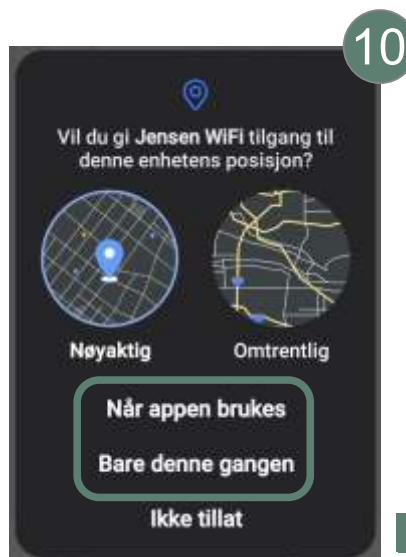 10
Vil du gi Jensen WiFi tilgang til
denne enhetens posisjon?
Nøyaktig
Omtrentlig
Når appen brukes
Bare denne gangen
Ikke tillat